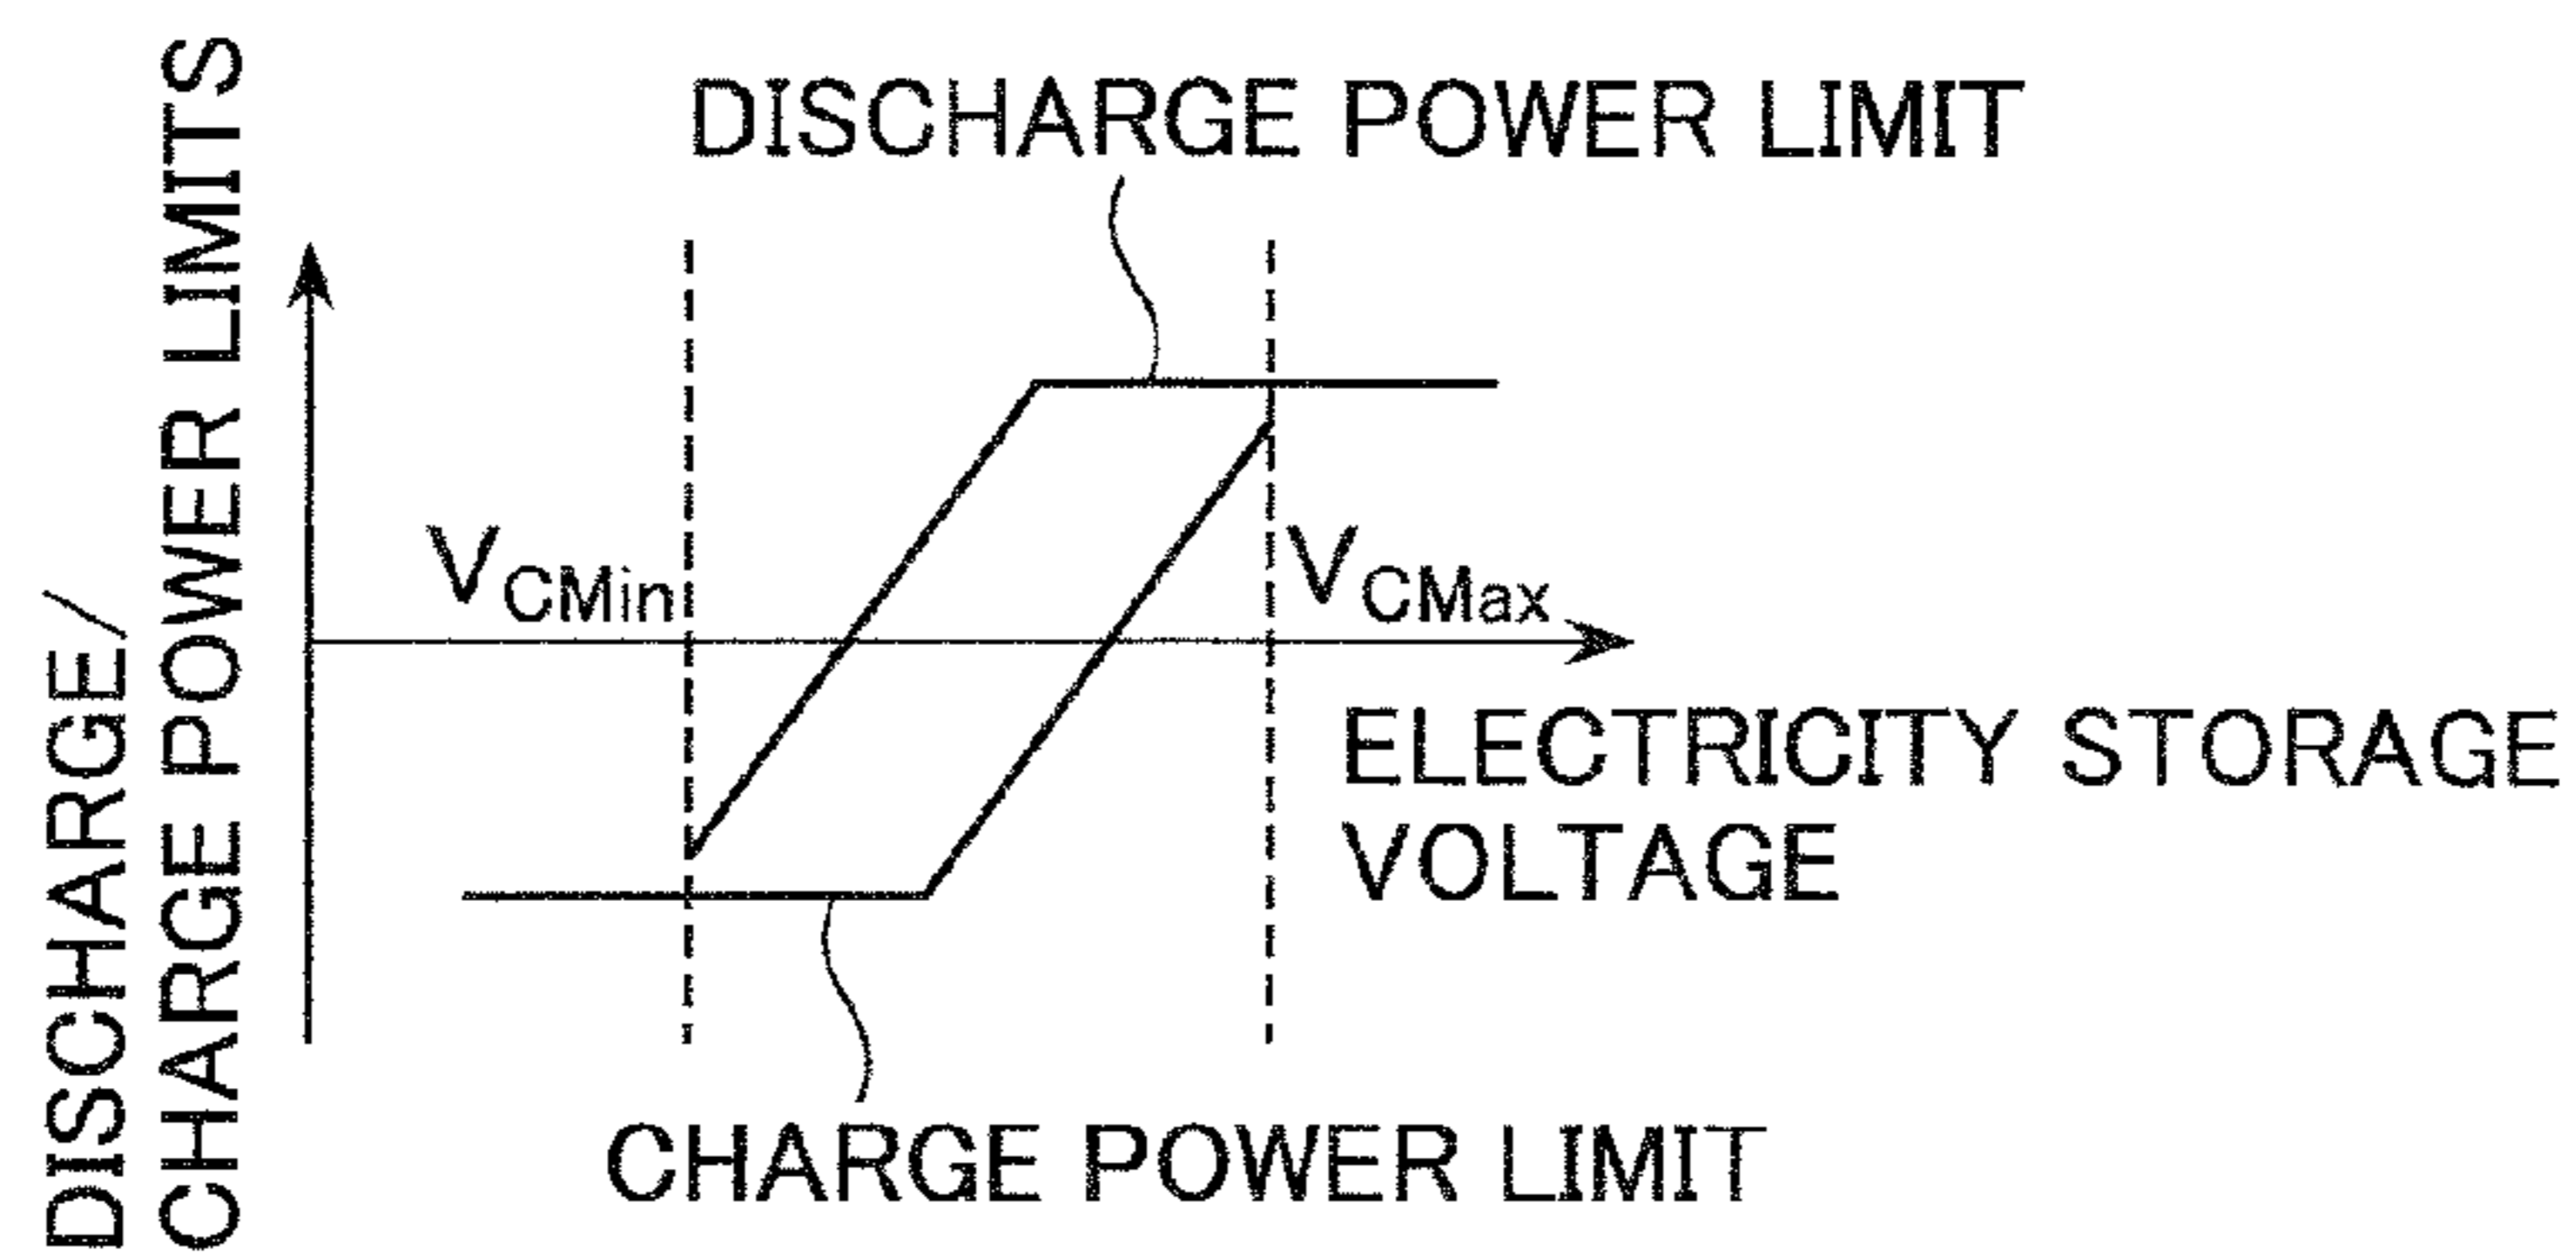 DISCHARGE/
CHARGE POWER LIMITS
DISCHARGE POWER LIMIT
VCMin
VCMax
ELECTRICITY STORAGE
VOLTAGE
CHARGE POWER LIMIT